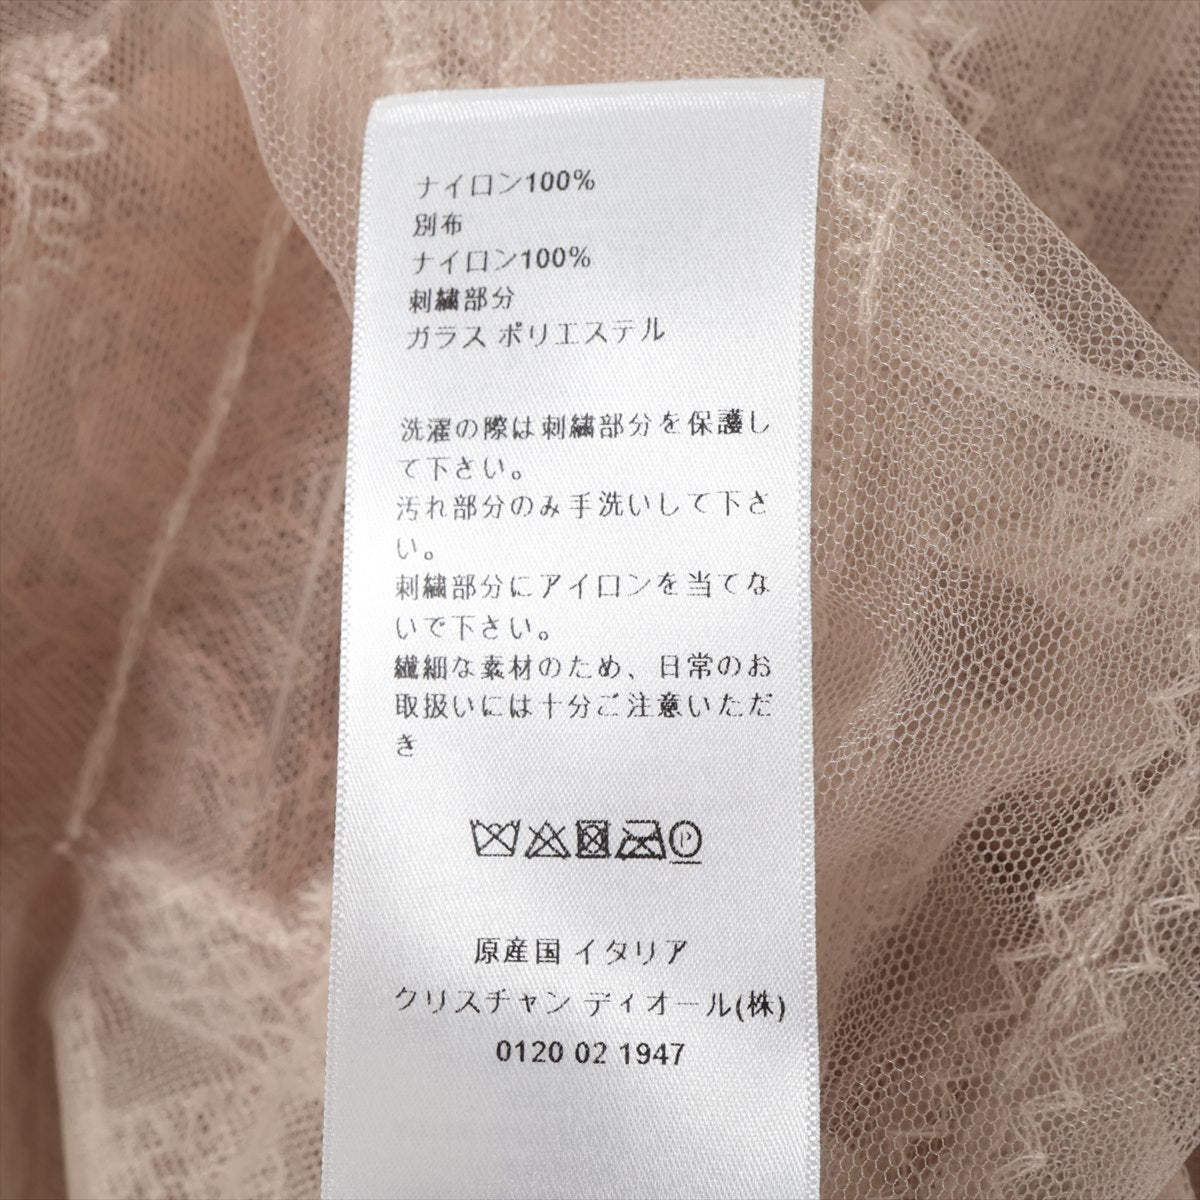 ナイロン100%
別布
ナイロン100%
刺繍部分
ガラス ポリエステル
洗濯の際は刺繍部分を保護し
て下さい。
汚れ部分のみ手洗いして下さ
い。
刺繍部分にアイロンを当てな
いで下さい。
繊細な素材のため、日常のお
取扱いには十分ご注意いただ
き
P
原産国 イタリア
クリスチャン ディオール(株)
0120 02 1947